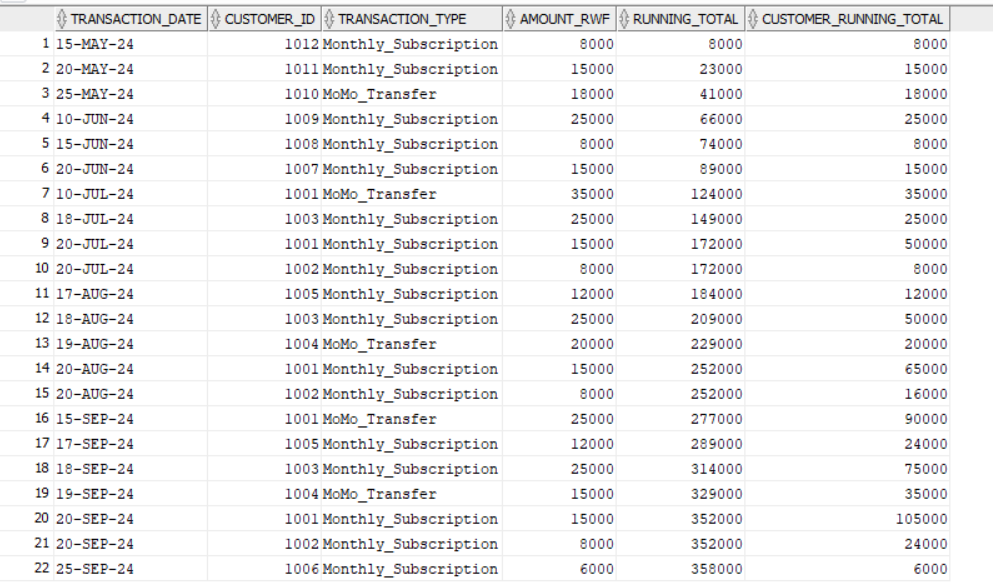 TRANSACTION_DATE CUSTOMER_ID TRANSACTION_TYPE AMOUNT_RWF RUNNING_TOTAL CUSTOMER_RUNNING_TOTAL
1 15-MAY-24 1012 Monthly_Subscription 8000 8000 8000
2 20-MAY-24 1011 Monthly_Subscription 15000 23000 15000
3 25-MAY-24 1010 MoMo_Transfer 18000 41000 18000
4 10-JUN-24 1009 Monthly_Subscription 25000 66000 25000
5 15-JUN-24 1008 Monthly_Subscription 8000 74000 8000
6 20-JUN-24 1007 Monthly_Subscription 15000 89000 15000
7 10-JUL-24 1001 MoMo_Transfer 35000 124000 35000
8 18-JUL-24 1003 Monthly_Subscription 25000 149000 25000
9 20-JUL-24 1001 Monthly_Subscription 15000 172000 50000
10 20-JUL-24 1002 Monthly_Subscription 8000 172000 8000
11 17-AUG-24 1005 Monthly_Subscription 12000 184000 12000
12 18-AUG-24 1003 Monthly_Subscription 25000 209000 50000
13 19-AUG-24 1004 MoMo_Transfer 20000 229000 20000
14 20-AUG-24 1001 Monthly_Subscription 15000 252000 65000
15 20-AUG-24 1002 Monthly_Subscription 8000 252000 16000
16 15-SEP-24 1001 MoMo_Transfer 25000 277000 90000
17 17-SEP-24 1005 Monthly_Subscription 12000 289000 24000
18 18-SEP-24 1003 Monthly_Subscription 25000 314000 75000
19 19-SEP-24 1004 MoMo_Transfer 15000 329000 35000
20 20-SEP-24 1001 Monthly_Subscription 15000 352000 105000
21 20-SEP-24 1002 Monthly_Subscription 8000 352000 24000
22 25-SEP-24 1006 Monthly_Subscription 6000 358000 6000